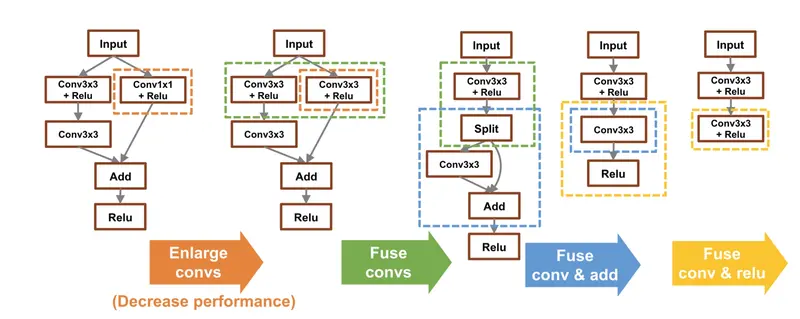 Input
Conv3x3
+ Relu
Conv1x1
+ Relu
Conv3x3
Add
Relu
Input
Conv3x3
+ Relu
Conv3x3
+ Relu
Conv3x3
Add
Relu
Input
Conv3x3
+ Relu
Split
Conv3x3
Add
Relu
Input
Conv3x3
+ Relu
Conv3x3
Relu
Input
Conv3x3
+ Relu
Conv3x3
+ Relu
Enlarge
convs
(Decrease performance)
Fuse
convs
Fuse
conv & add
Fuse
conv & relu